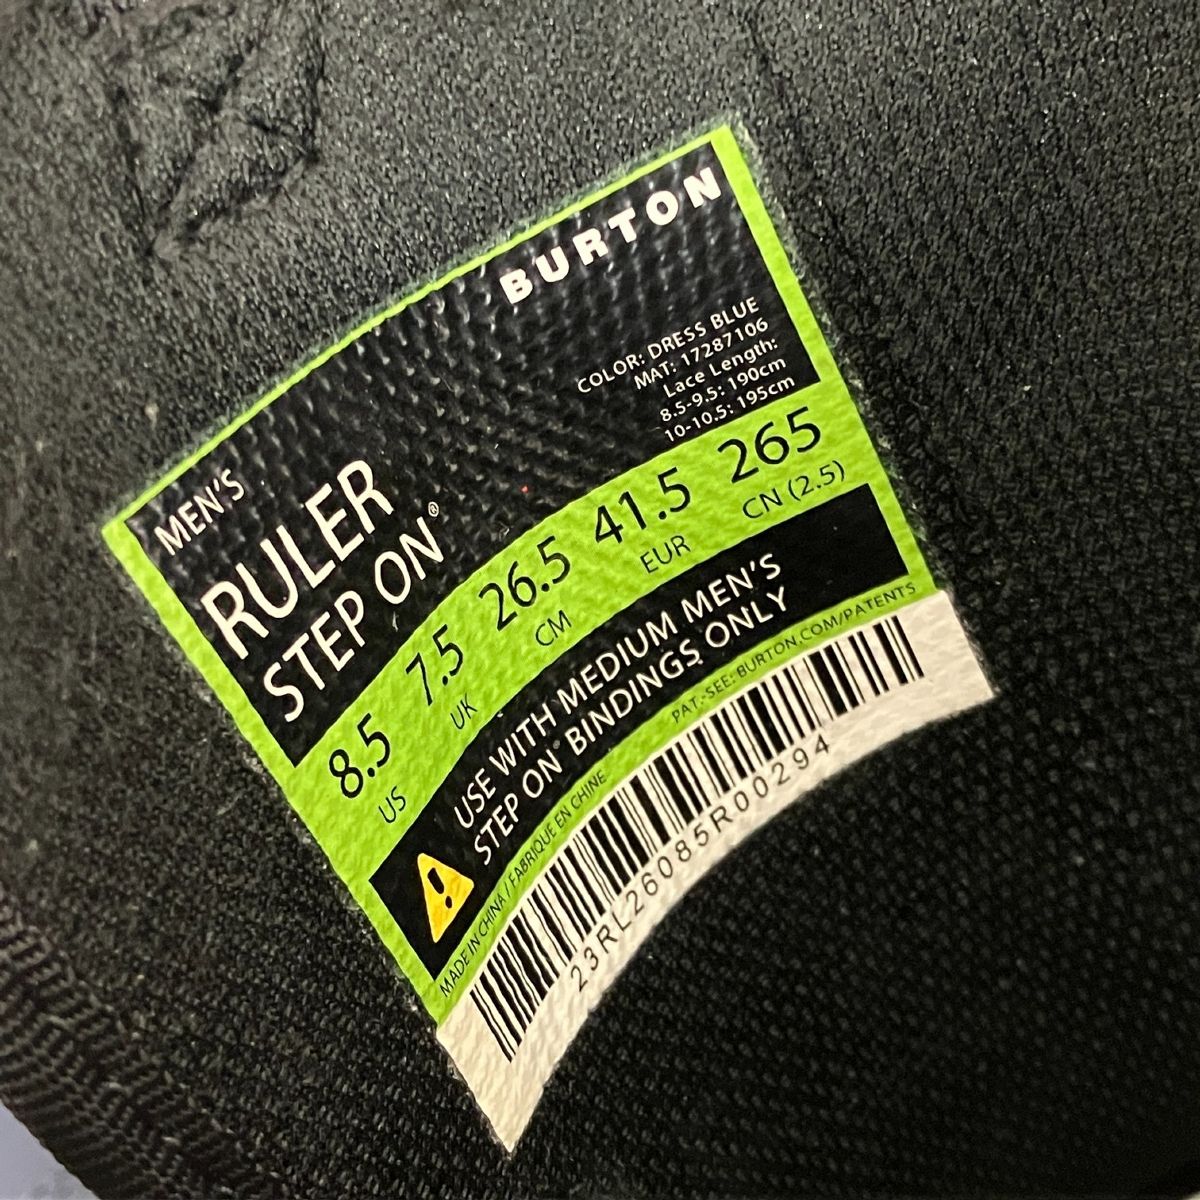 BURTON
COLOR: DRESS BLUE
MAT: 17287106
Lace Length:
8.5-9.5: 190cm
10-10.5: 195cm
MEN'S
RULER
STEP ON®
8.5 7.5 26.5 41.5 265
US UK CM EUR CN (2.5)
USE WITH MEDIUM MEN'S
STEP ON® BINDINGS ONLY
MADE IN CHINA / FABRIQUÉ EN CHINE PAT.-SEE: BURTON.COM/PATENTS
23RL26085R00294